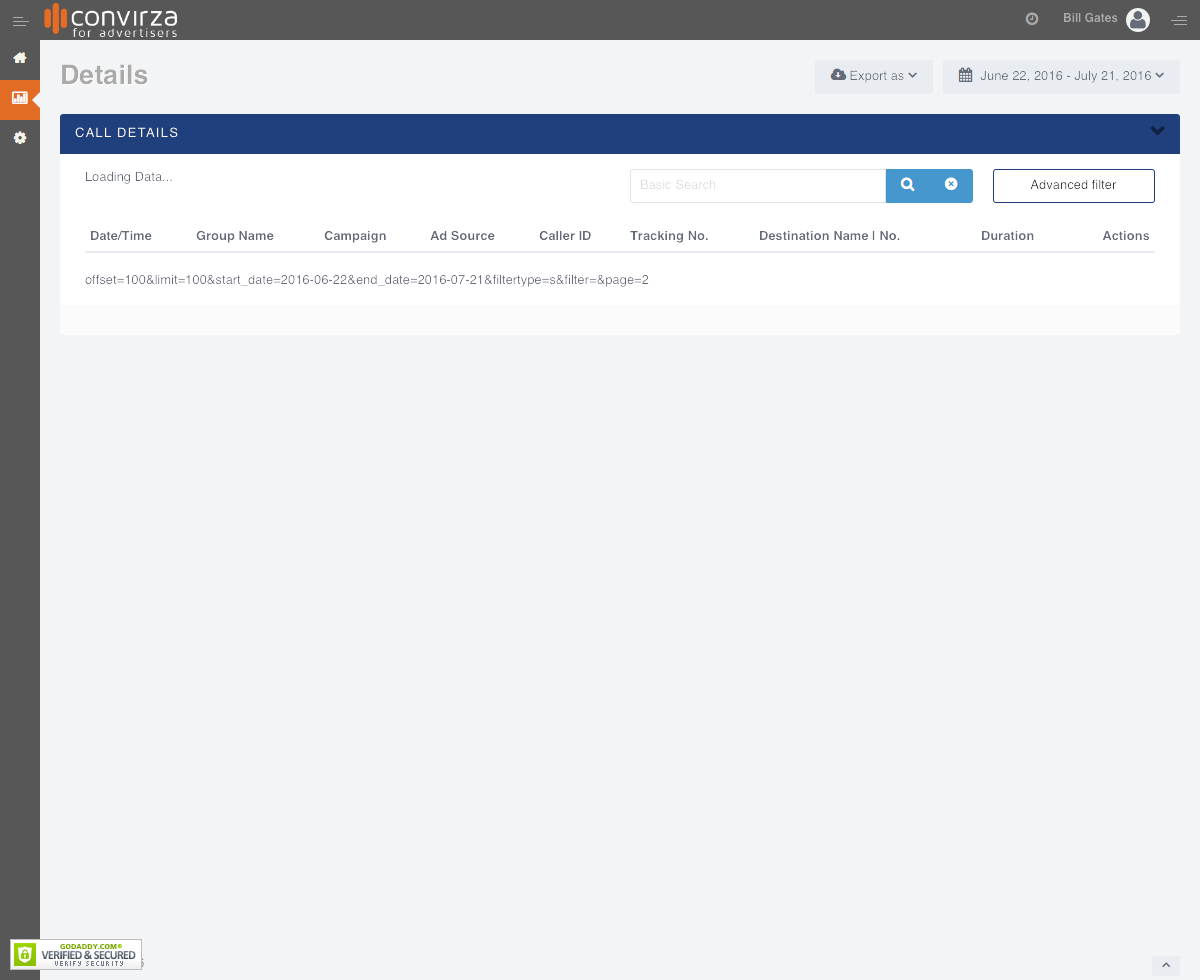 convirza
for advertisers
Bill Gates
Details
Export as
June 22, 2016 - July 21, 2016
CALL DETAILS
Loading Data...
Basic Search
Advanced filter
Date/Time Group Name Campaign Ad Source Caller ID Tracking No. Destination Name | No. Duration Actions
offset=100&limit=100&start_date=2016-06-22&end_date=2016-07-21&filtertype=s&filter=&page=2
GODADDY.COM®
VERIFIED & SECURED
VERIFY SECURITY